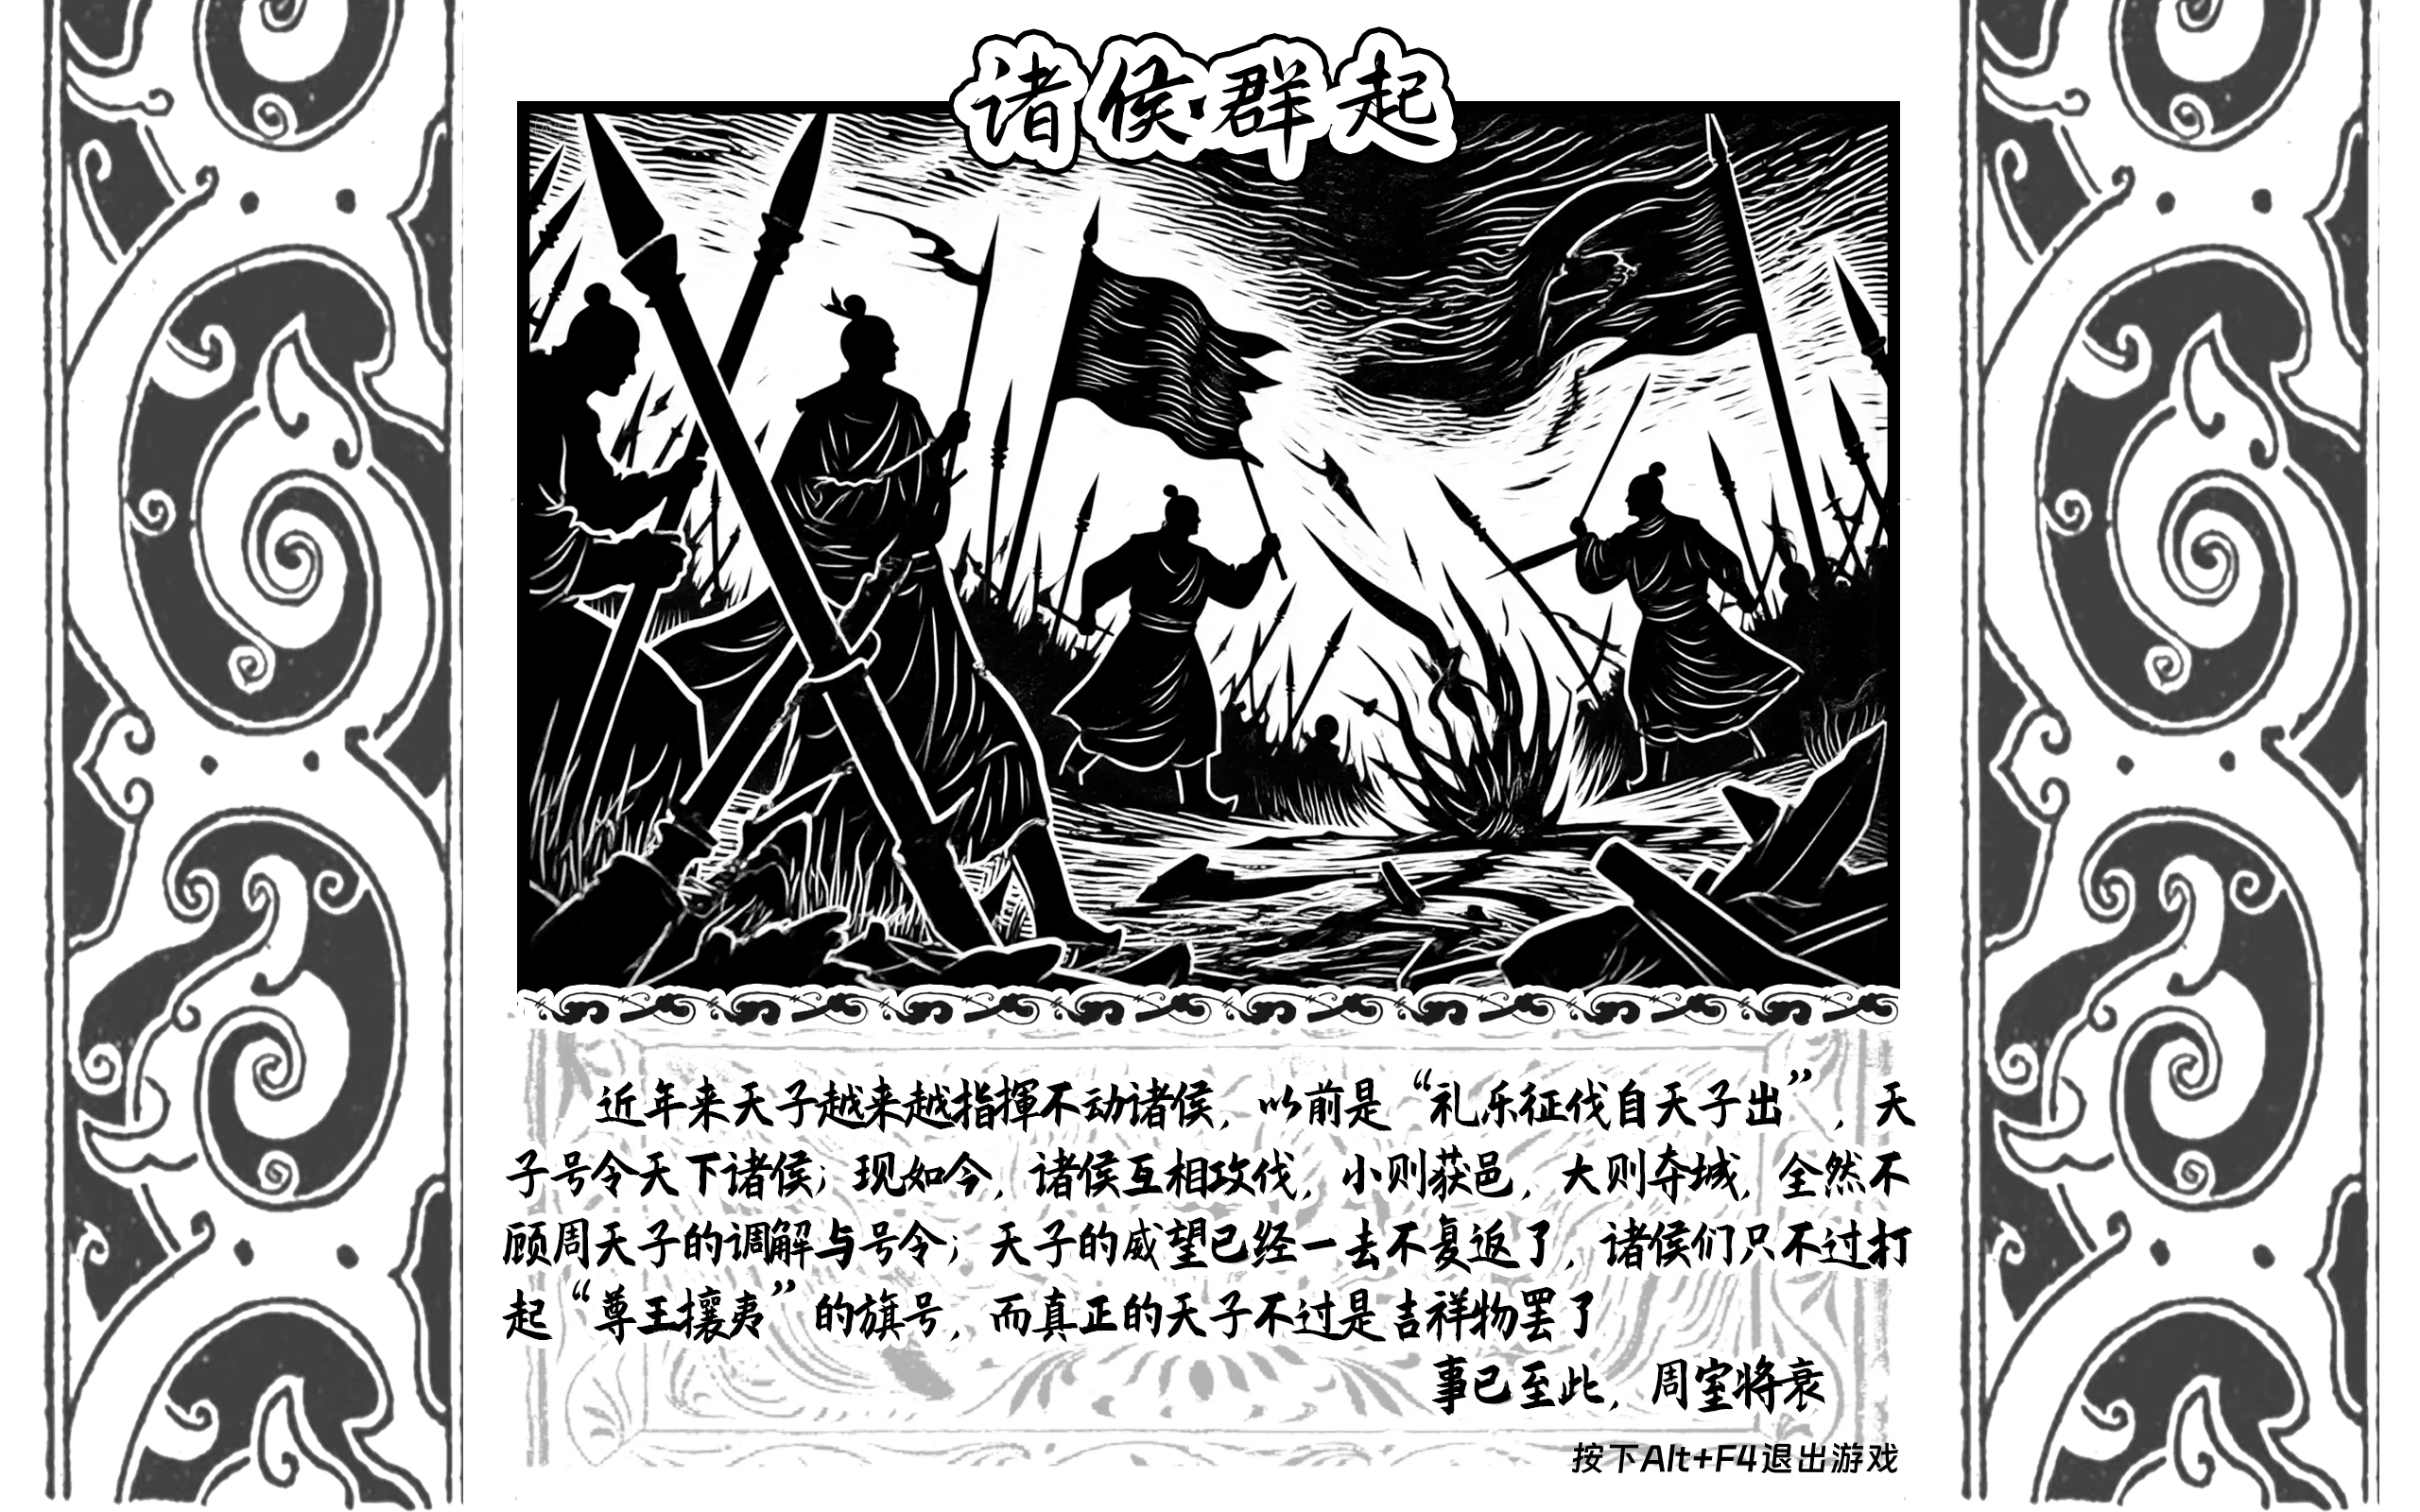 诸侯群起
近年来天子越来越指揮不动诸侯，以前是“礼乐征伐自天子出”，天
子号令天下诸侯；现如今，诸侯互相攻伐，小则获邑，大则夺城，全然不
顾周天子的调解与号令；天子的威望已经一去不复返了，诸侯们只不过打
起“尊王攘夷”的旗号，而真正的天子不过是吉祥物罢了
事已至此，周室将衰
按下Alt+F4退出游戏